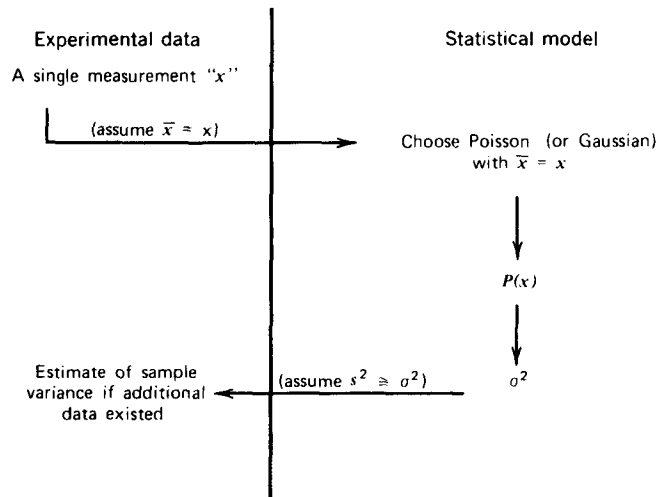 Experimental data
A single measurement “x”
(assume x̅ = x)
Statistical model
Choose Poisson (or Gaussian)
with x̅ = x
P(x)
σ²
(assume s² ≅ σ²)
Estimate of sample
variance if additional
data existed